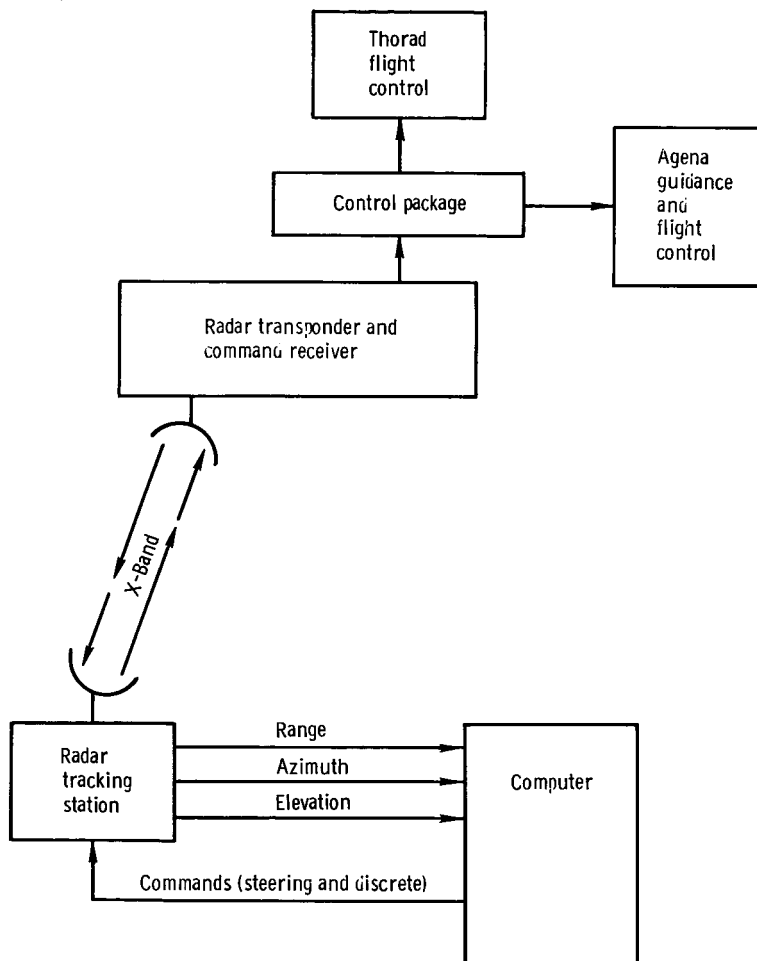 Thorad
flight
control
Agena
guidance
and
flight
control
Control package
Radar transponder and
command receiver
X-Band
Radar
tracking
station
Range
Azimuth
Elevation
Commands (steering and discrete)
Computer